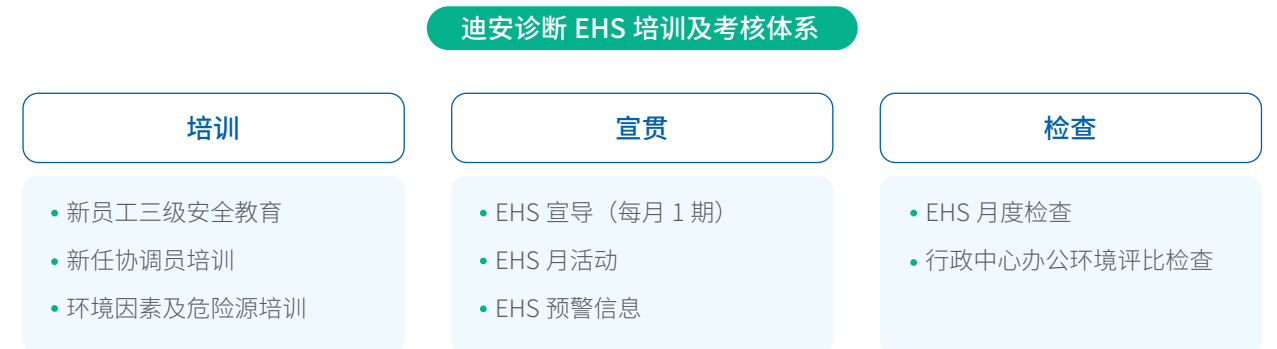 迪安诊断 EHS 培训及考核体系
培训
• 新员工三级安全教育
• 新任协调员培训
• 环境因素及危险源培训
宣贯
• EHS 宣导（每月 1 期）
• EHS 月活动
• EHS 预警信息
检查
• EHS 月度检查
• 行政中心办公环境评比检查